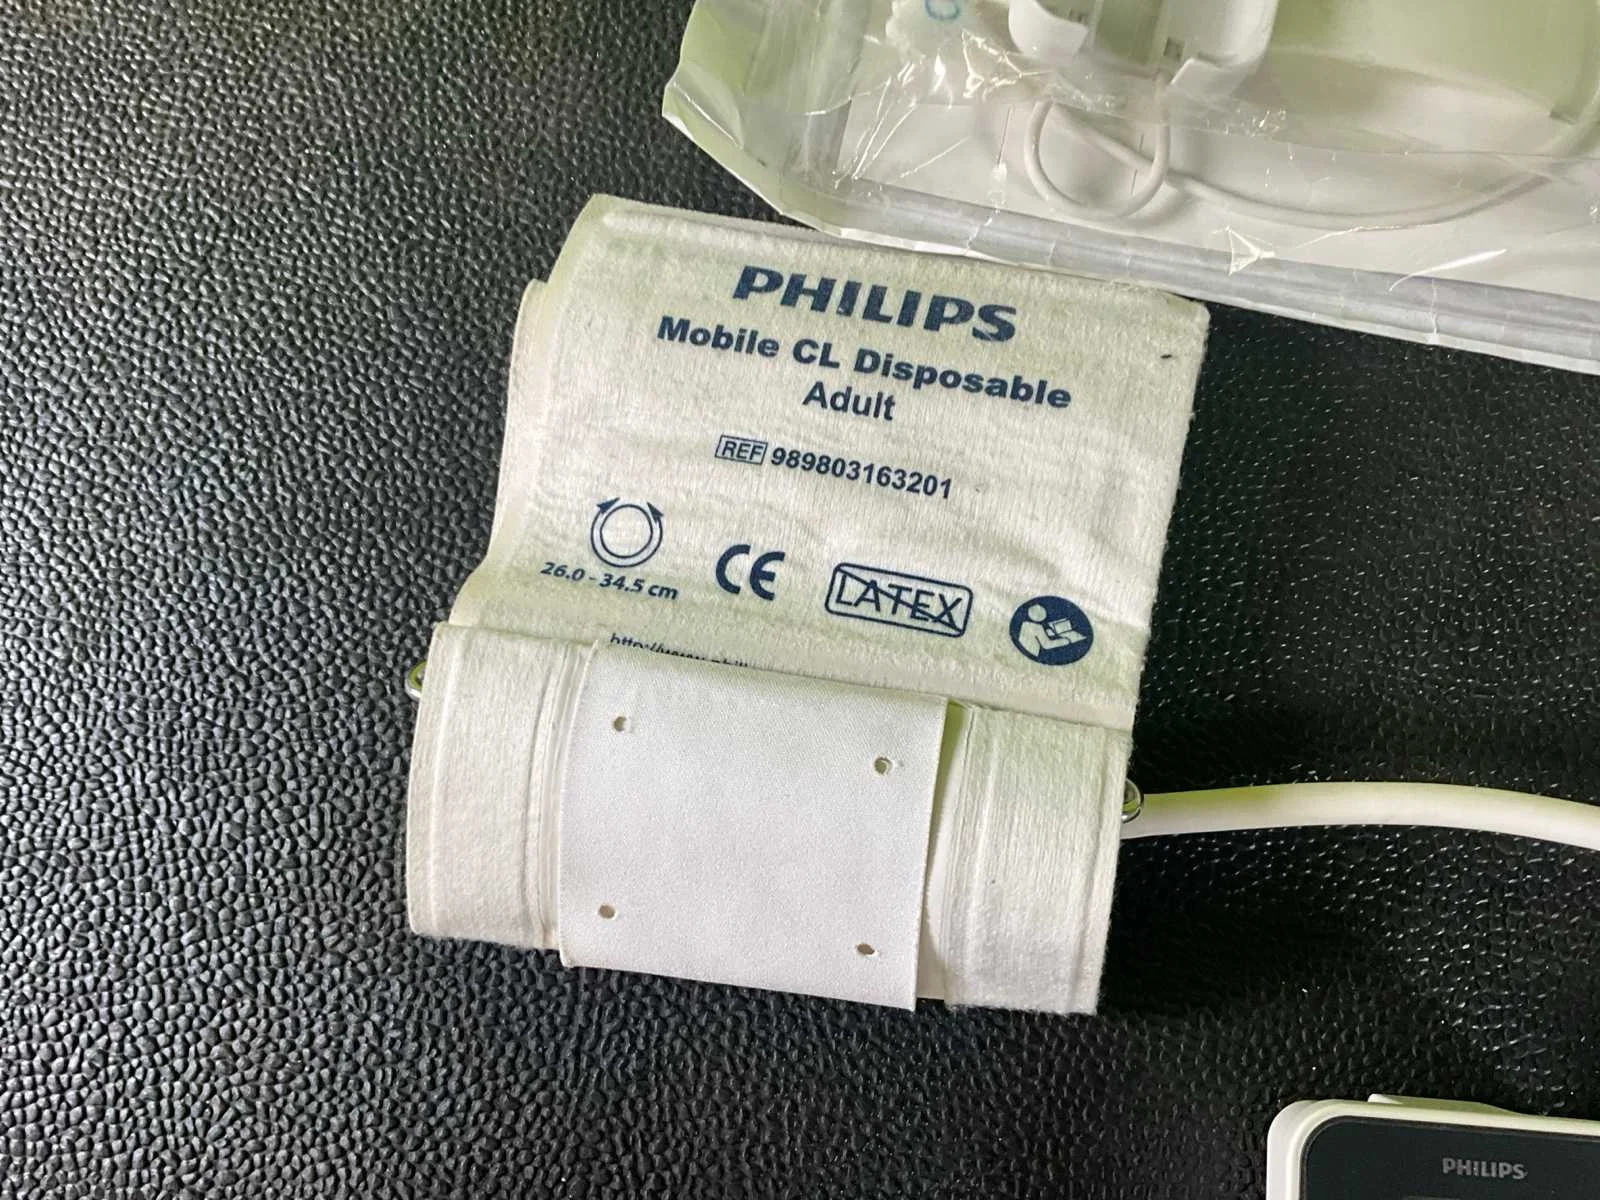 PHILIPS
Mobile CL Disposable
Adult
REF 989803163201
26.0 - 34.5 cm
CE
LATEX
PHILIPS